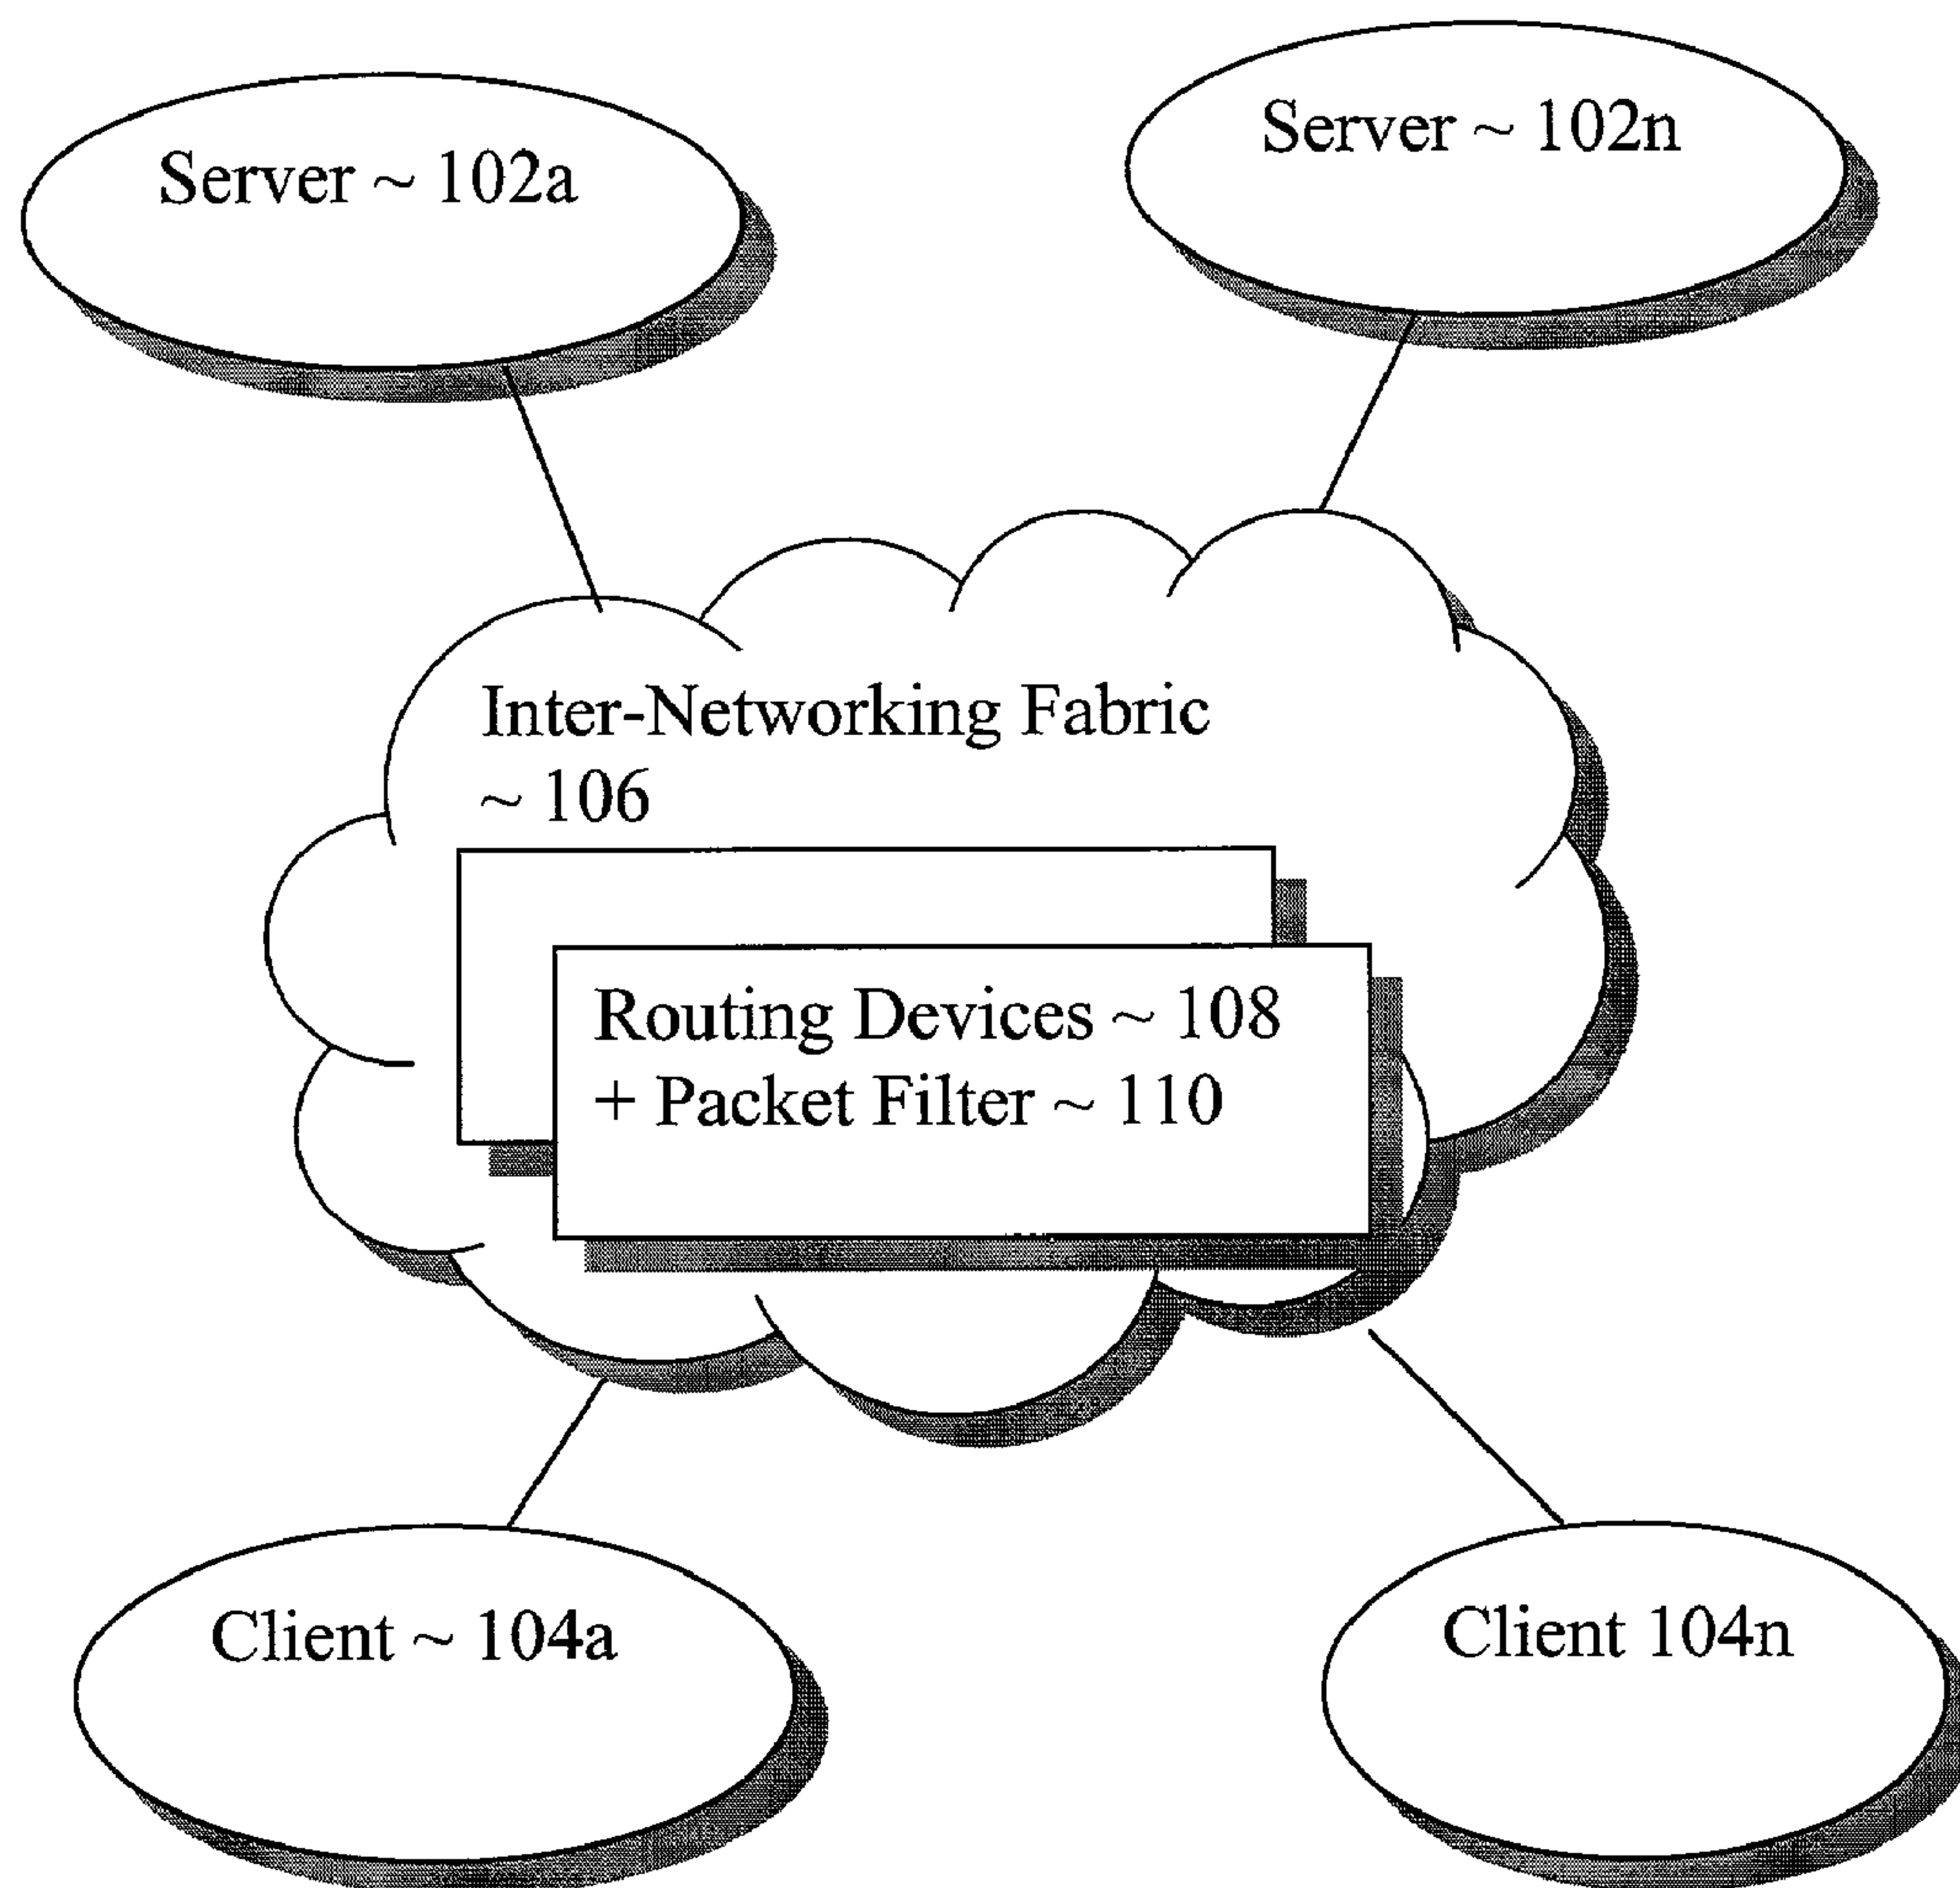 Server ~ 102a
Server ~ 102n
Inter-Networking Fabric
~ 106
Routing Devices ~ 108
+ Packet Filter ~ 110
Client ~ 104a
Client 104n